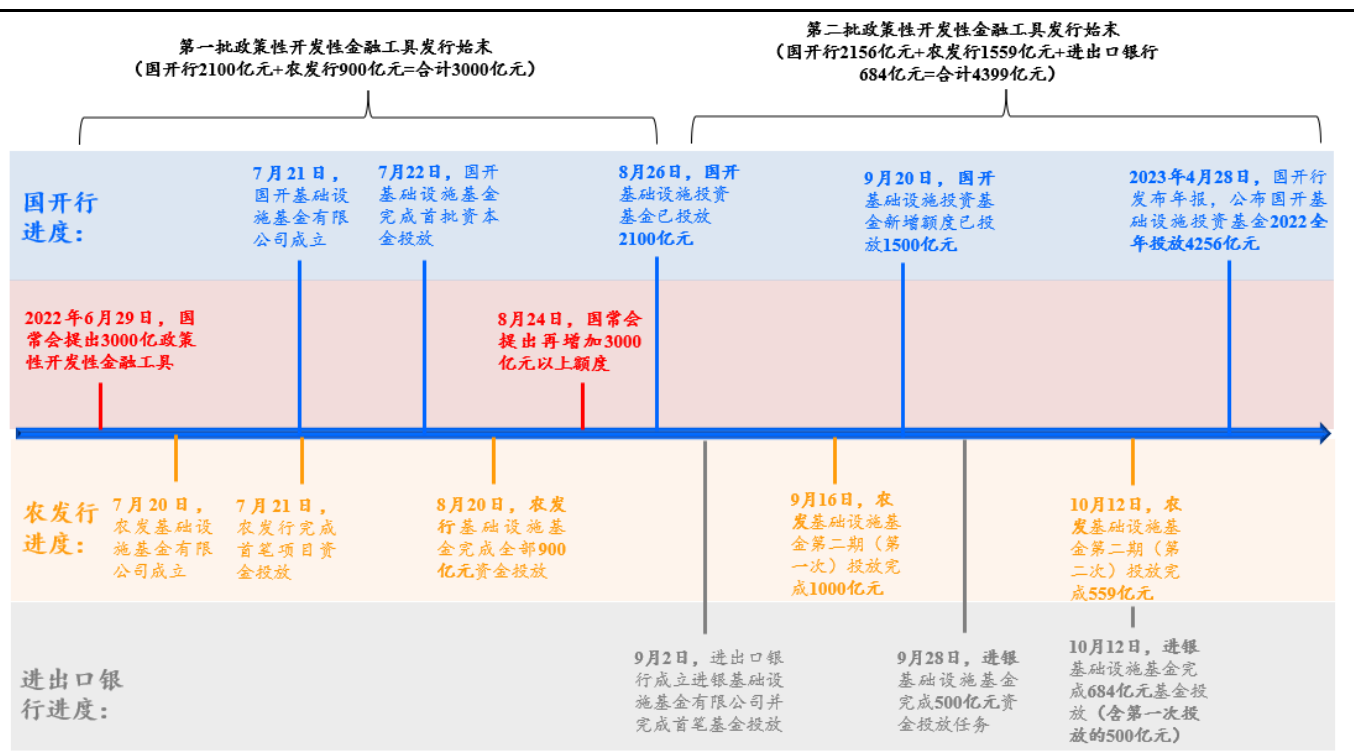 第一批政策性开发性金融工具发行始末
（国开行2100亿元+农发行900亿元=合计3000亿元）
第二批政策性开发性金融工具发行始末
（国开行2156亿元+农发行1559亿元+进出口银行
684亿元=合计4399亿元）
国开行
进度：
7月21日，
国开基础设
施基金有限
公司成立
7月22日，国开
基础设施基金
完成首批资本
金投放
8月26日，国开
基础设施投资
基金已投放
2100亿元
9月20日，国开
基础设施投资基
金新增额度已投
放1500亿元
2023年4月28日，国开行
发布年报，公布国开基
础设施投资基金2022全
年投放4256亿元
2022年6月29日，国
常会提出3000亿政策
性开发性金融工具
8月24日，国常会
提出再增加3000
亿元以上额度
农发行
进度：
7月20日，
农发基础设
施基金有限
公司成立
7月21日，
农发行完成
首笔项目资
金投放
8月20日，农发
行基础设施基
金完成全部900
亿元资金投放
9月16日，农
发基础设施基
金第二期（第
一次）投放完
成1000亿元
10月12日，农
发基础设施基
金第二期（第
二次）投放完
成559亿元
进出口银
行进度：
9月2日，进出口银
行成立进银基础设
施基金有限公司并
完成首笔基金投放
9月28日，进银
基础设施基金
完成500亿元资
金投放任务
10月12日，进银
基础设施基金完
成684亿元基金投
放（含第一次投
放的500亿元）